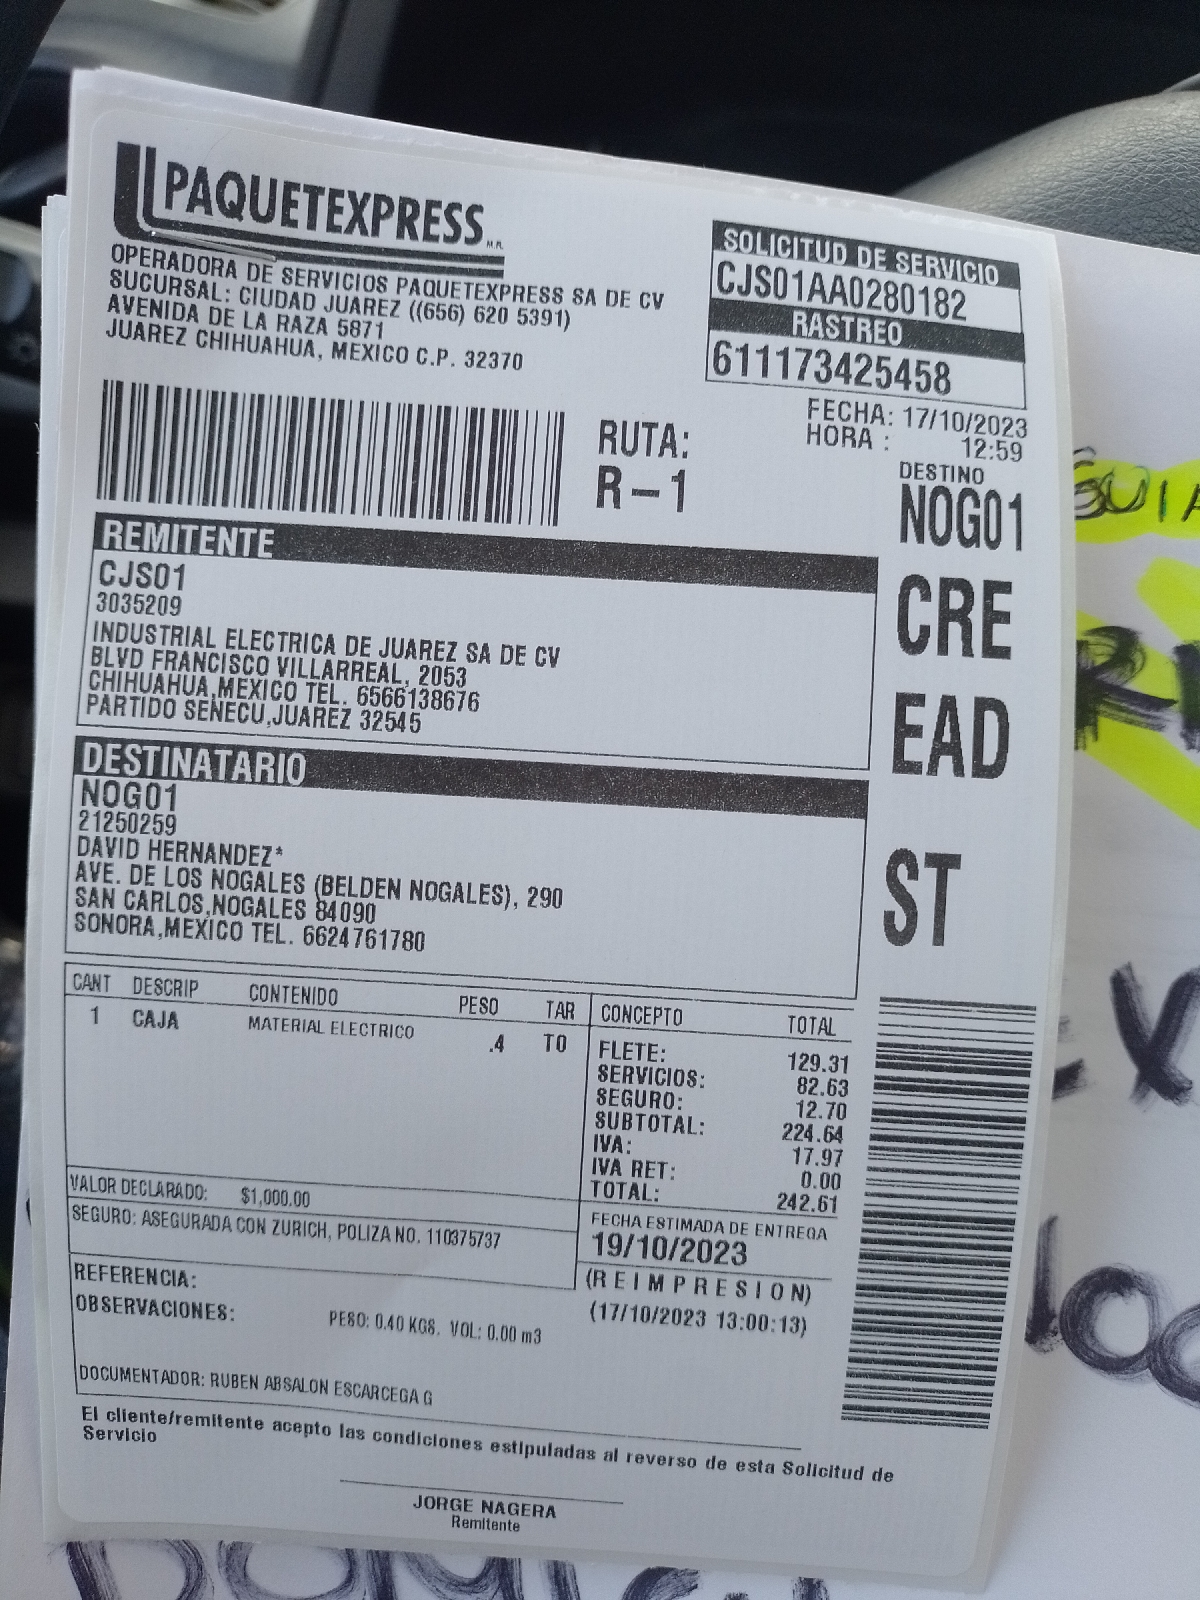 PAQUETEXPRESS M.R.
OPERADORA DE SERVICIOS PAQUETEXPRESS SA DE CV
SUCURSAL: CIUDAD JUAREZ ((656) 620 5391)
AVENIDA DE LA RAZA 5871
JUAREZ CHIHUAHUA, MEXICO C.P. 32370
SOLICITUD DE SERVICIO
CJS01AA0280182
RASTREO
611173425458
FECHA: 17/10/2023
HORA : 12:59
RUTA:
R-1
DESTINO
NOG01
CRE
EAD
ST
REMITENTE
CJS01
3035209
INDUSTRIAL ELECTRICA DE JUAREZ SA DE CV
BLVD FRANCISCO VILLARREAL, 2053
CHIHUAHUA,MEXICO TEL. 6566138676
PARTIDO SENECU,JUAREZ 32545
DESTINATARIO
NOG01
21250259
DAVID HERNANDEZ*
AVE. DE LOS NOGALES (BELDEN NOGALES), 290
SAN CARLOS,NOGALES 84090
SONORA,MEXICO TEL. 6624761780
CANT DESCRIP CONTENIDO PESO TAR
1 CAJA MATERIAL ELECTRICO .4 TO
CONCEPTO TOTAL
FLETE: 129.31
SERVICIOS: 82.63
SEGURO: 12.70
SUBTOTAL: 224.64
IVA: 17.97
IVA RET: 0.00
TOTAL: 242.61
VALOR DECLARADO: $1,000.00
SEGURO: ASEGURADA CON ZURICH, POLIZA NO. 110375737
FECHA ESTIMADA DE ENTREGA
19/10/2023
(REIMPRESION)
(17/10/2023 13:00:13)
REFERENCIA:
OBSERVACIONES: PESO: 0.40 KGS. VOL: 0.00 m3
DOCUMENTADOR: RUBEN ABSALON ESCARCEGA G
El cliente/remitente acepto las condiciones estipuladas al reverso de esta Solicitud de
Servicio
JORGE NAGERA
Remitente
GUIA